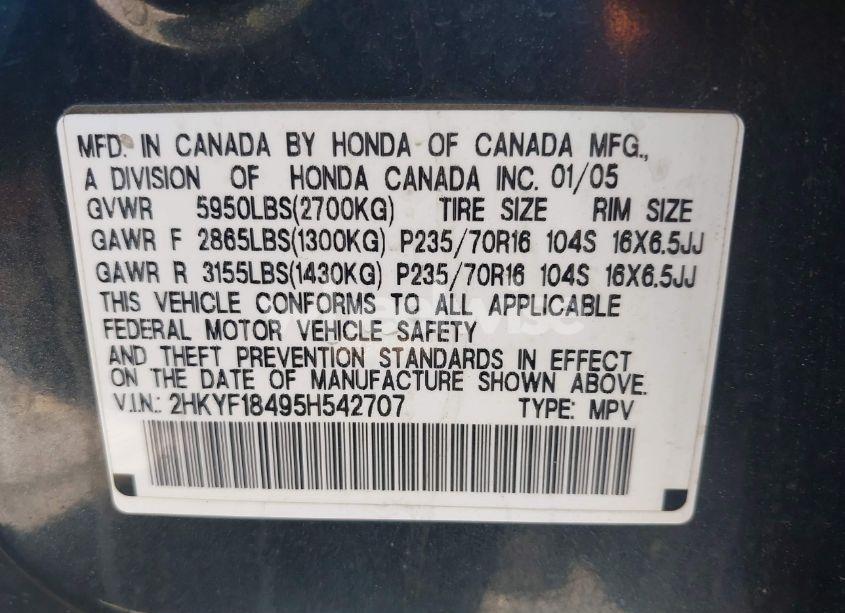 MFD. IN CANADA BY HONDA OF CANADA MFG.,
A DIVISION OF HONDA CANADA INC. 01/05
GVWR 5950LBS(2700KG) TIRE SIZE RIM SIZE
GAWR F 2865LBS(1300KG) P235/70R16 104S 16X6.5JJ
GAWR R 3155LBS(1430KG) P235/70R16 104S 16X6.5JJ
THIS VEHICLE CONFORMS TO ALL APPLICABLE
FEDERAL MOTOR VEHICLE SAFETY
AND THEFT PREVENTION STANDARDS IN EFFECT
ON THE DATE OF MANUFACTURE SHOWN ABOVE.
V.I.N.: 2HKYF18495H542707 TYPE: MPV